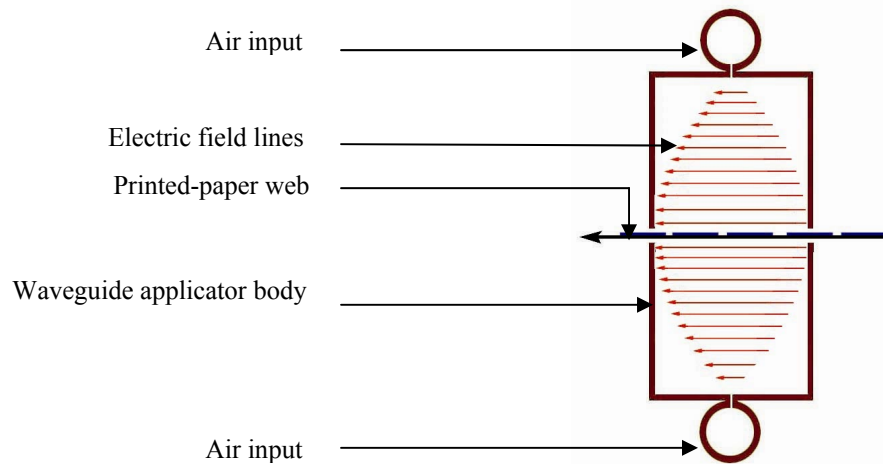 Air input
Electric field lines
Printed-paper web
Waveguide applicator body
Air input